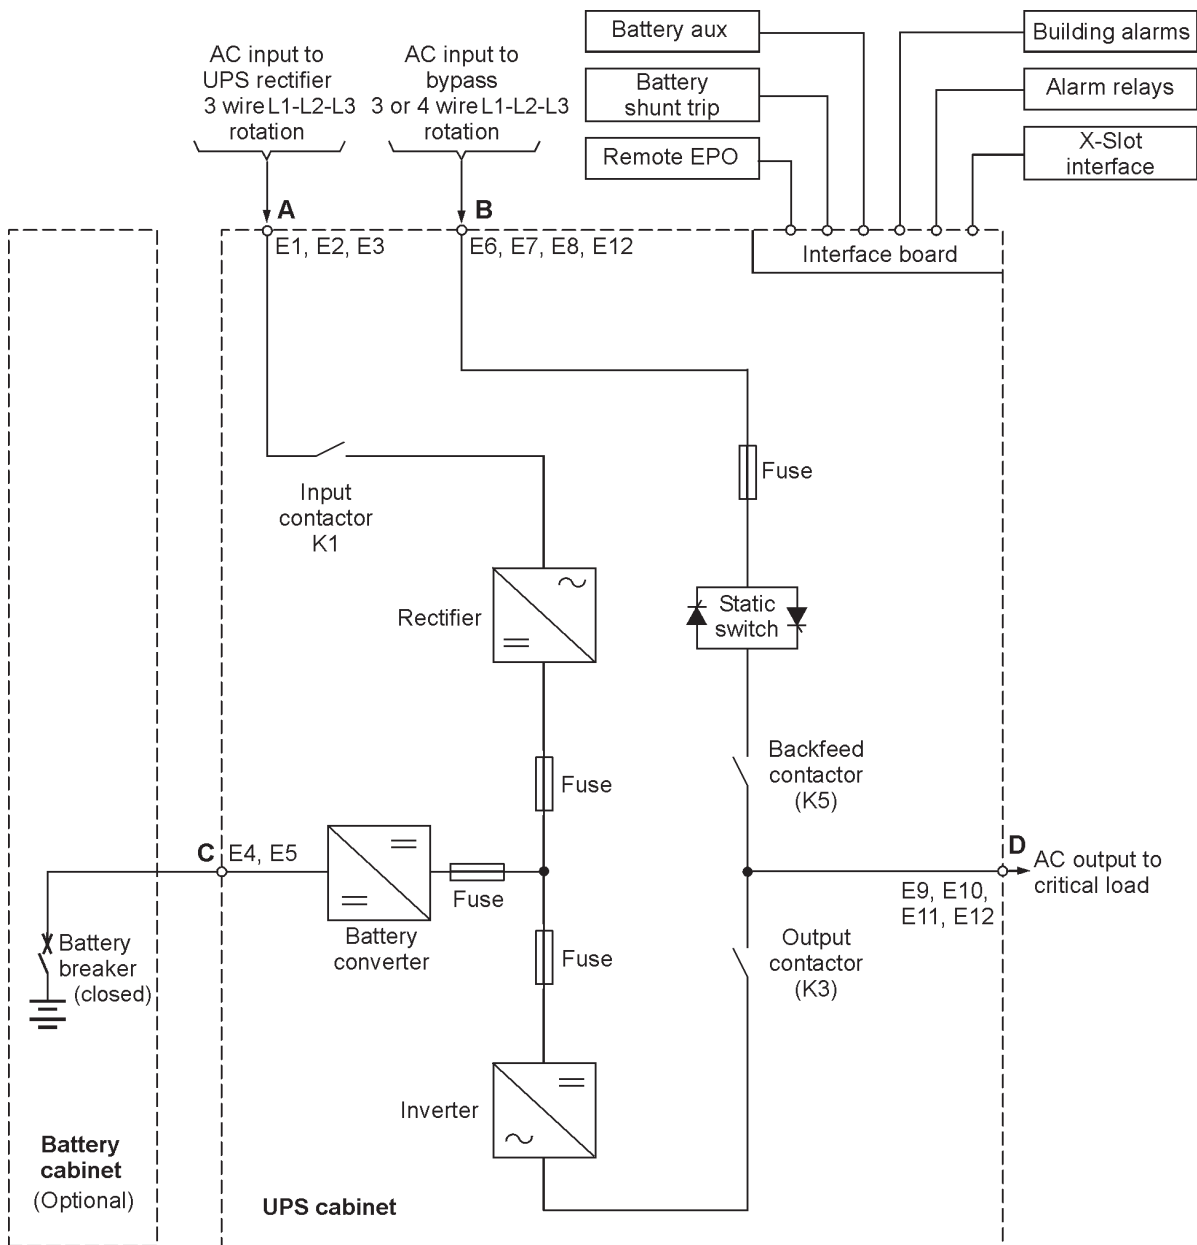 AC input to
UPS rectifier
3 wire L1-L2-L3
rotation
AC input to
bypass
3 or 4 wire L1-L2-L3
rotation
Battery aux
Battery
shunt trip
Remote EPO
Building alarms
Alarm relays
X-Slot
interface
A
E1, E2, E3
B
E6, E7, E8, E12
Interface board
Input
contactor
K1
Fuse
Rectifier
Static
switch
Fuse
Backfeed
contactor
(K5)
C
E4, E5
Fuse
Battery
converter
D
AC output to
critical load
E9, E10,
E11, E12
Battery
breaker
(closed)
Fuse
Output
contactor
(K3)
Inverter
Battery
cabinet
(Optional)
UPS cabinet